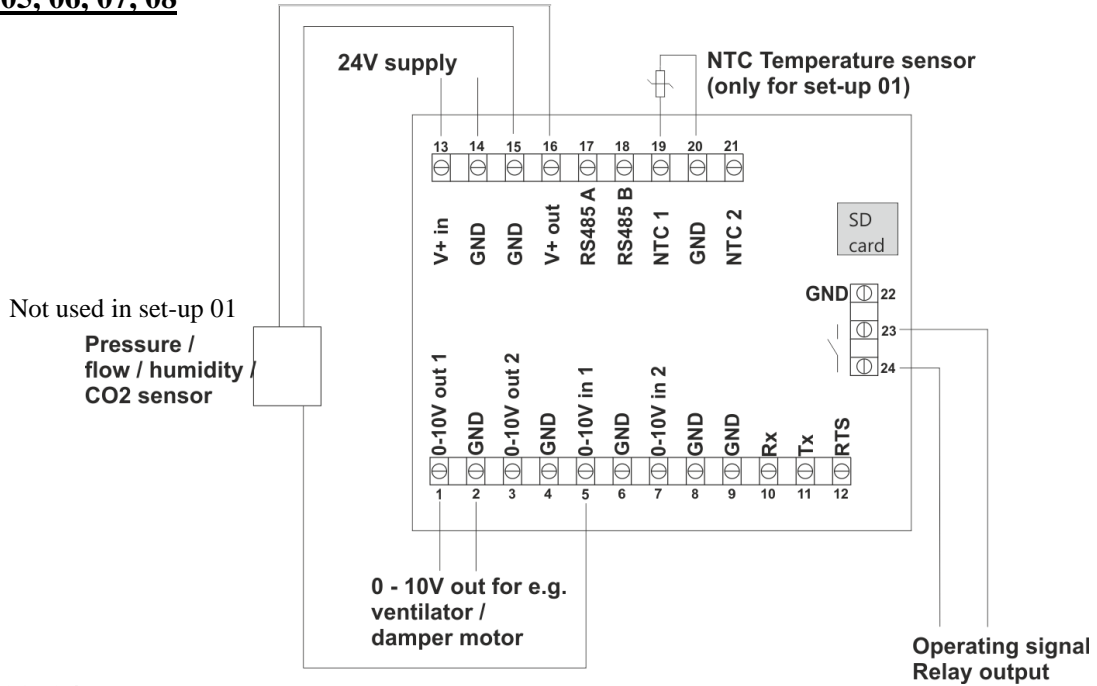 05, 06, 07, 08
24V supply
NTC Temperature sensor
(only for set-up 01)
13 14 15 16 17 18 19 20 21
V+ in
GND
GND
V+ out
RS485 A
RS485 B
NTC 1
GND
NTC 2
SD
card
Not used in set-up 01
Pressure /
flow / humidity /
CO2 sensor
GND 22
23
24
0-10V out 1
GND
0-10V out 2
GND
0-10V in 1
GND
0-10V in 2
GND
GND
Rx
Tx
RTS
1 2 3 4 5 6 7 8 9 10 11 12
0 - 10V out for e.g.
ventilator /
damper motor
Operating signal
Relay output